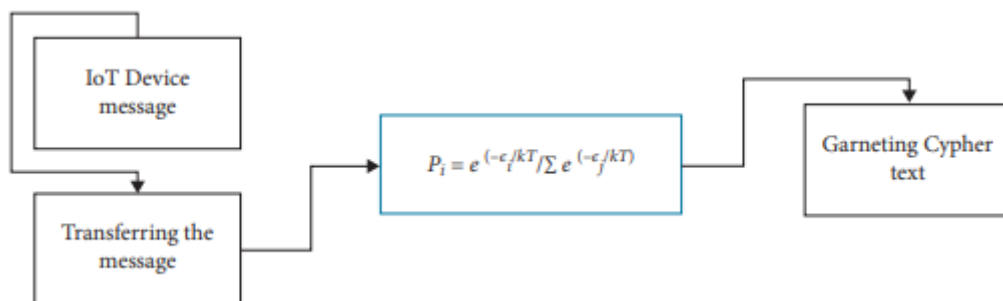 IoT Device
message
Transferring the
message
P_i = e^(-ϵ_i/kT)/Σ e^(-ϵ_j/kT)
Garneting Cypher
text